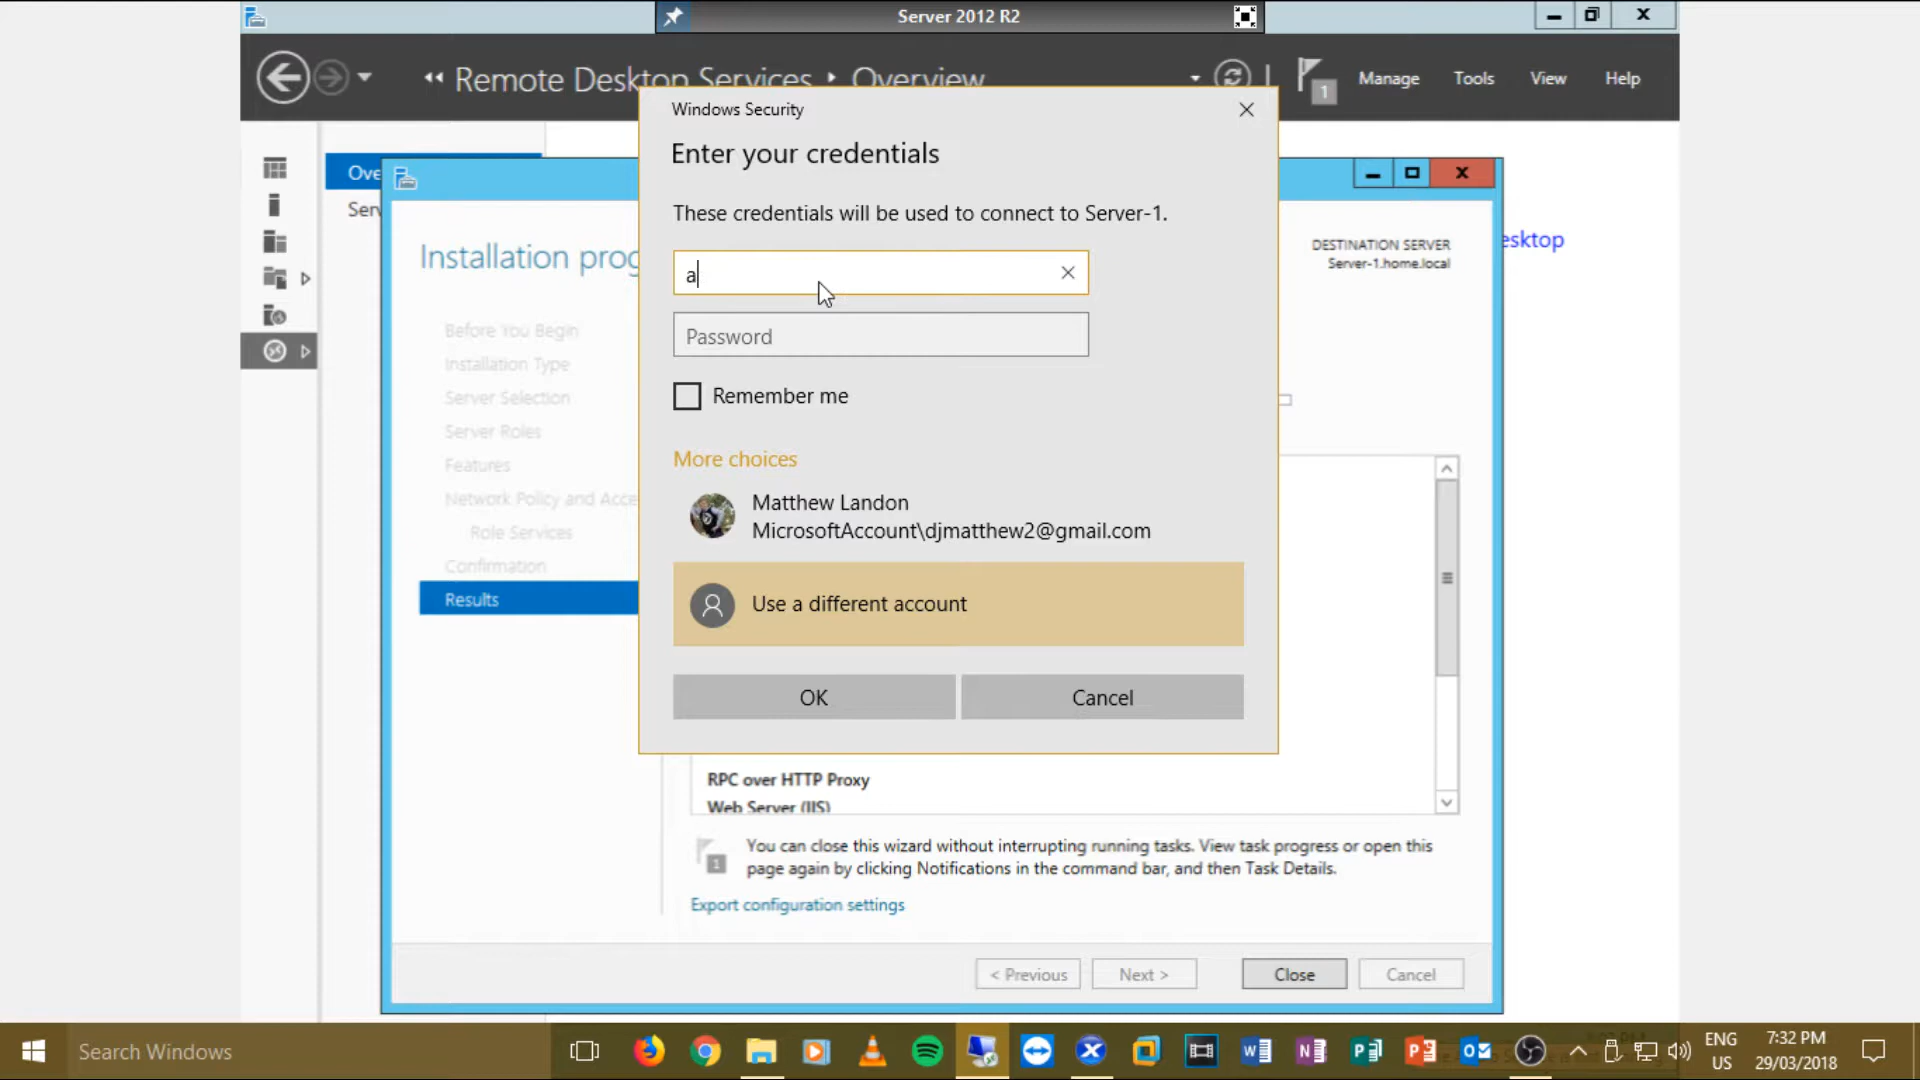 Server 2012 R2
Remote Desktop Services
Overview
1
Manage
Tools
View
Help
Windows Security
Enter your credentials
These credentials will be used to connect to Server-1.
a
Password
Remember me
More choices
Matthew Landon
MicrosoftAccount\djmatthew2@gmail.com
Use a different account
OK
Cancel
Ove
Serv
esktop
Installation prog
DESTINATION SERVER
Server-1.home.local
Before You Begin
Installation Type
Server Selection
Server Roles
Features
Network Policy and Acce
Role Services
Confirmation
Results
RPC over HTTP Proxy
Web Server (IIS)
1
You can close this wizard without interrupting running tasks. View task progress or open this
page again by clicking Notifications in the command bar, and then Task Details.
Export configuration settings
< Previous
Next >
Close
Cancel
Search Windows
ENG
US
7:32 PM
29/03/2018